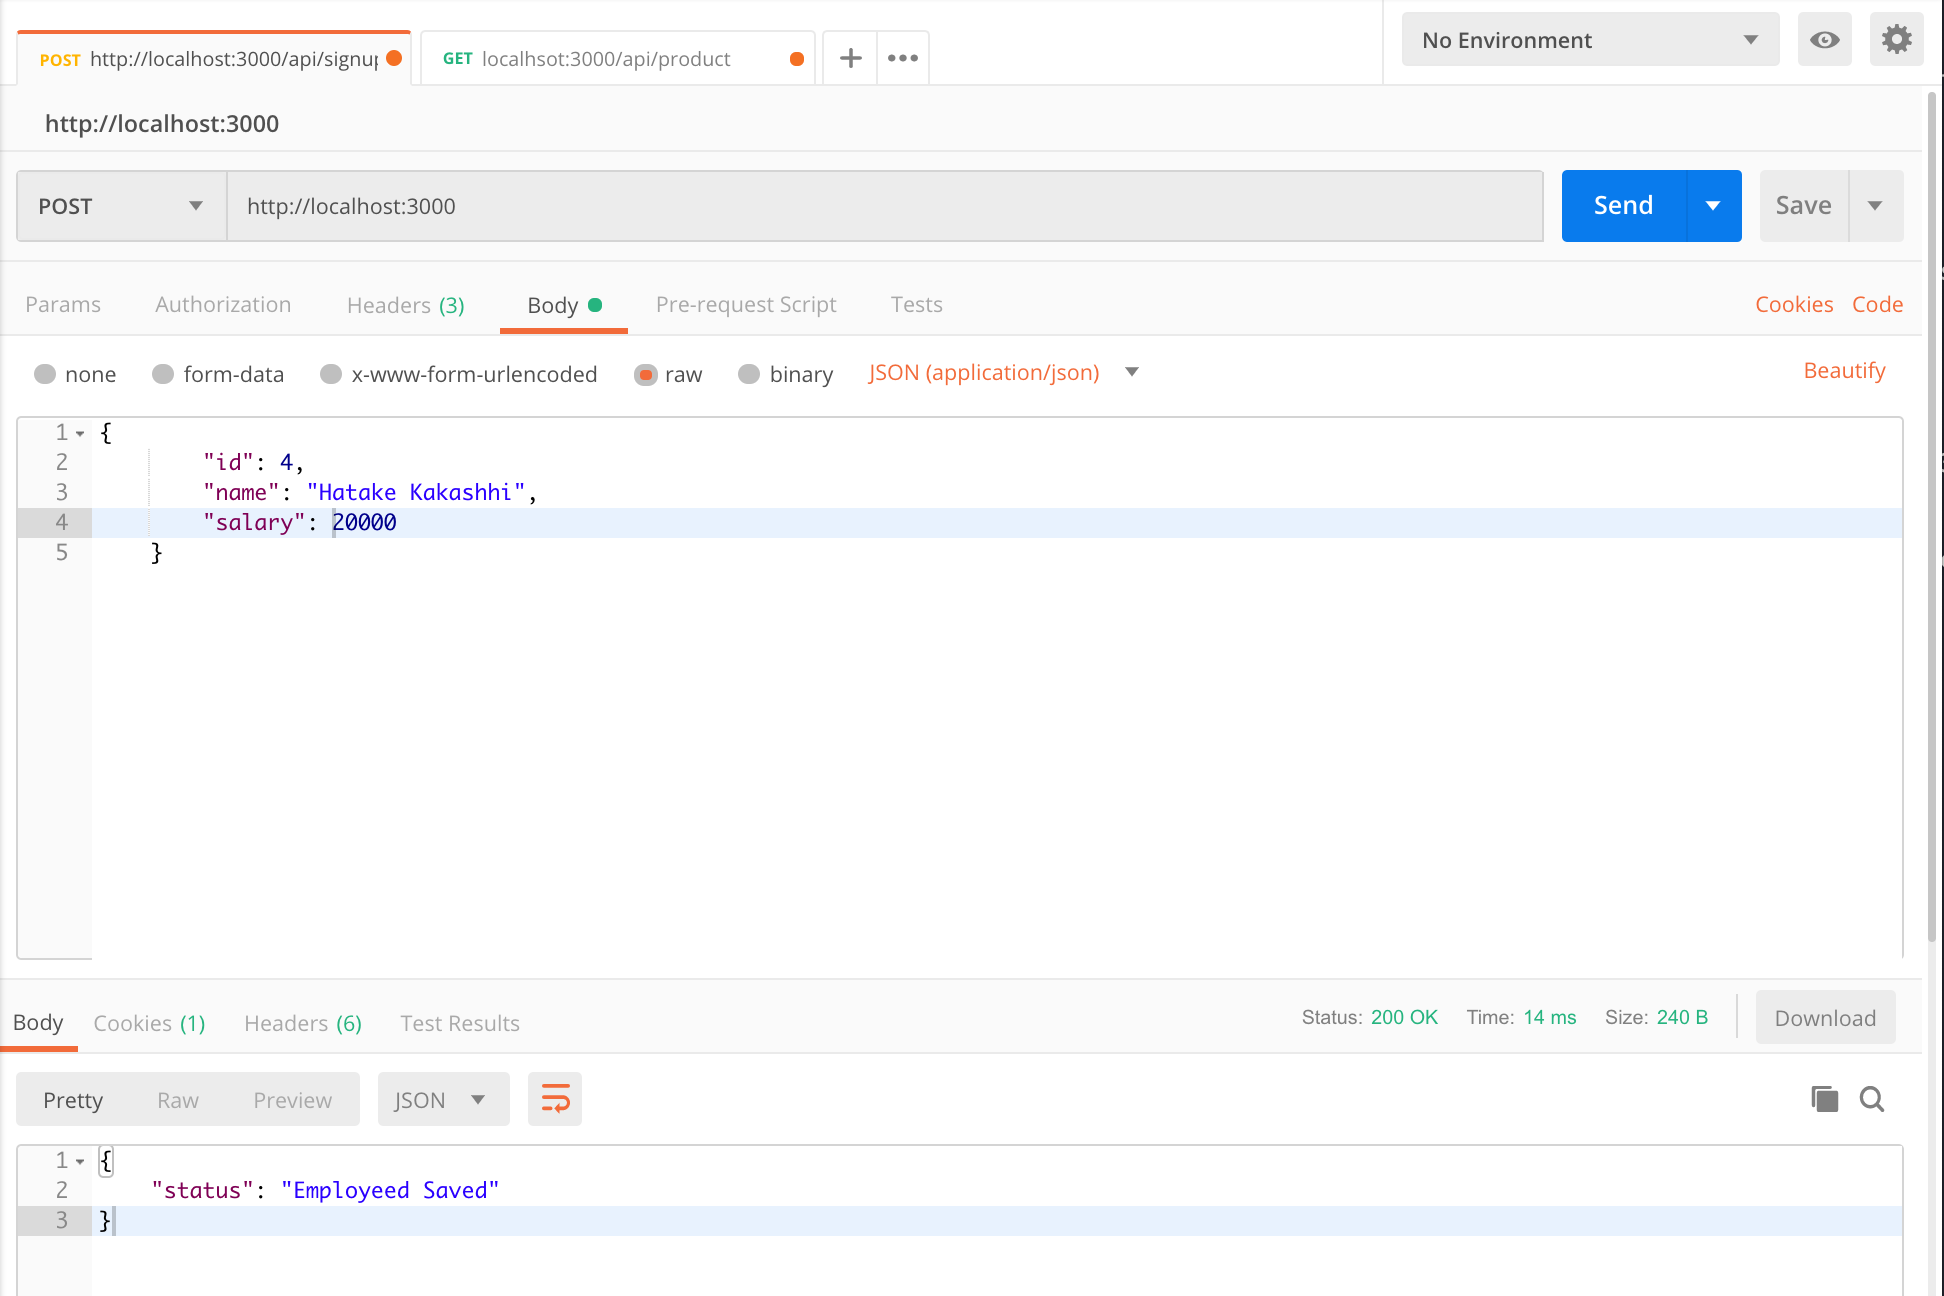 POST http://localhost:3000/api/signup
GET localhsot:3000/api/product
No Environment
http://localhost:3000
POST http://localhost:3000 Send Save
Params Authorization Headers (3) Body Pre-request Script Tests Cookies Code
none form-data x-www-form-urlencoded raw binary JSON (application/json) Beautify
1 {
2 "id": 4,
3 "name": "Hatake Kakashhi",
4 "salary": 20000
5 }
Body Cookies (1) Headers (6) Test Results Status: 200 OK Time: 14 ms Size: 240 B Download
Pretty Raw Preview JSON
1 {
2 "status": "Employeed Saved"
3 }